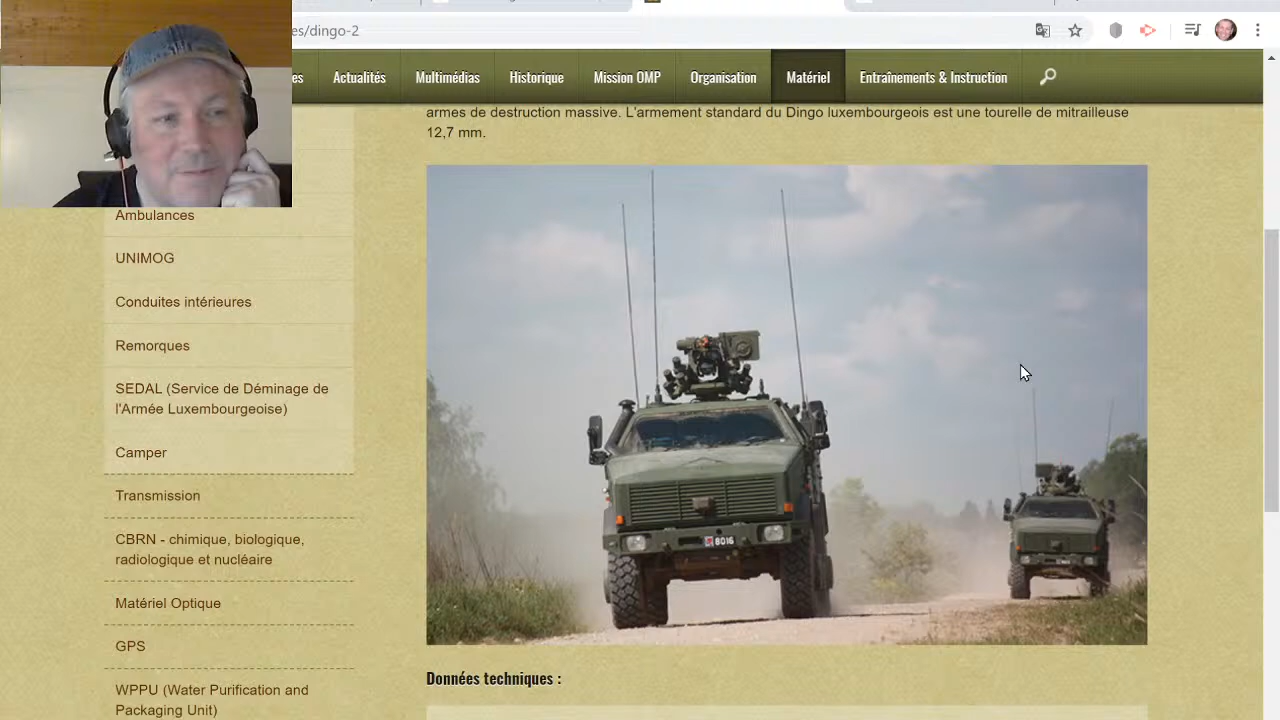 es/dingo-2
es
Actualités
Multimédias
Historique
Mission OMP
Organisation
Matériel
Entraînements & Instruction
armes de destruction massive. L'armement standard du Dingo luxembourgeois est une tourelle de mitrailleuse
12,7 mm.
Ambulances
UNIMOG
Conduites intérieures
Remorques
SEDAL (Service de Déminage de
l'Armée Luxembourgeoise)
Camper
Transmission
CBRN - chimique, biologique,
radiologique et nucléaire
Matériel Optique
GPS
WPPU (Water Purification and
Packaging Unit)
8016
Données techniques :